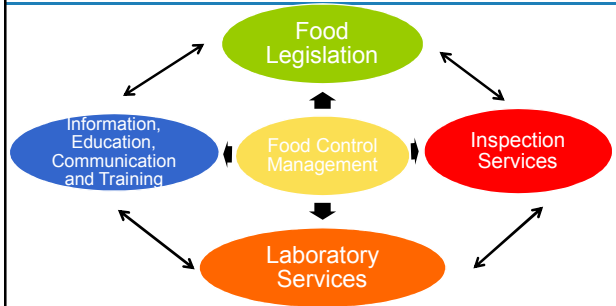 Food
Legislation
Information,
Education,
Communication
and Training
Food Control
Management
Inspection
Services
Laboratory
Services